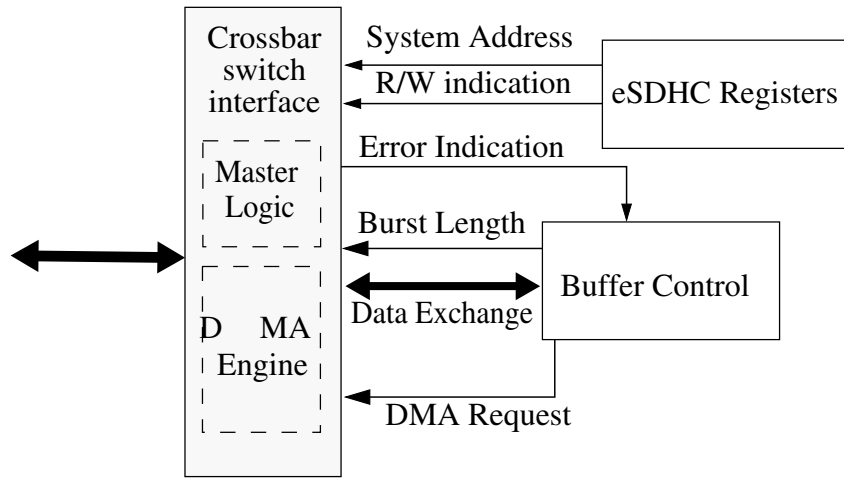 Crossbar
switch
interface
System Address
R/W indication
eSDHC Registers
Error Indication
Master
Logic
Burst Length
Buffer Control
Data Exchange
D MA
Engine
DMA Request